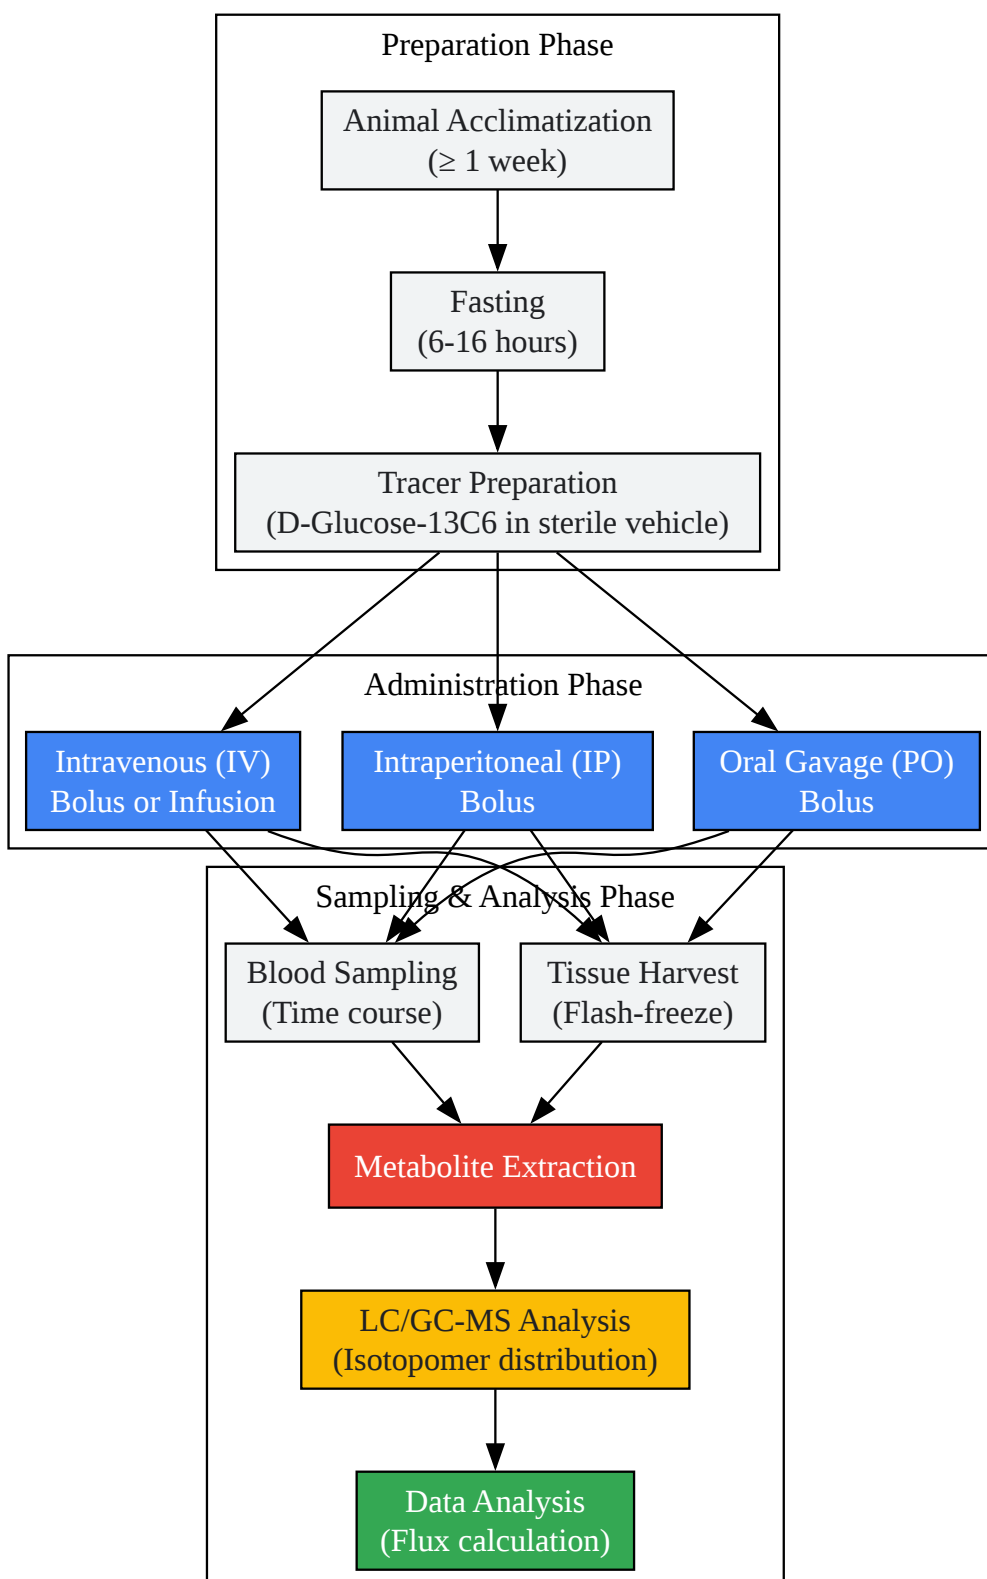 Preparation Phase
Animal Acclimatization
(≥ 1 week)
Fasting
(6-16 hours)
Tracer Preparation
(D-Glucose-13C6 in sterile vehicle)
Administration Phase
Intravenous (IV)
Bolus or Infusion
Intraperitoneal (IP)
Bolus
Oral Gavage (PO)
Bolus
Sampling & Analysis Phase
Blood Sampling
(Time course)
Tissue Harvest
(Flash-freeze)
Metabolite Extraction
LC/GC-MS Analysis
(Isotopomer distribution)
Data Analysis
(Flux calculation)